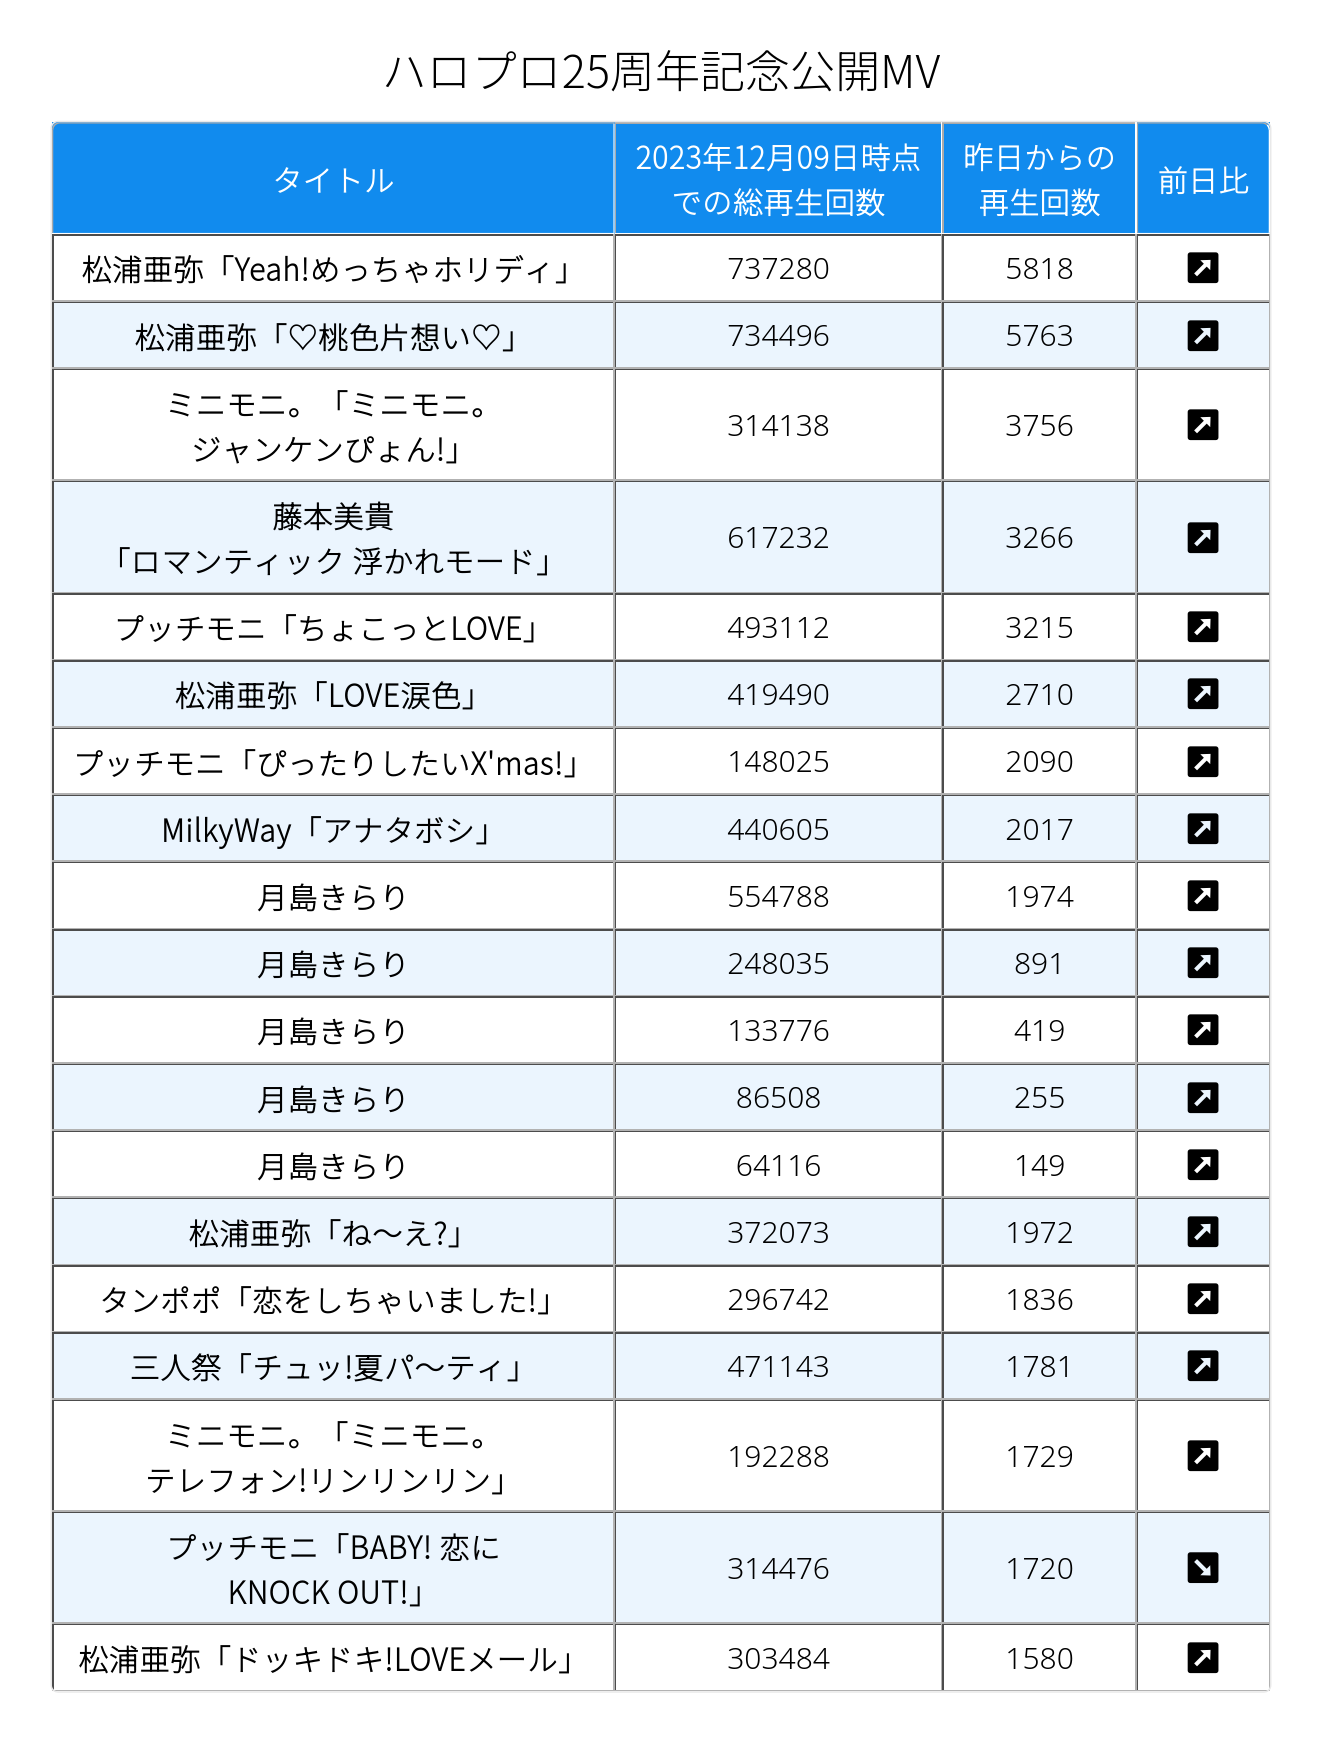 ハロプロ25周年記念公開MV
タイトル
2023年12月09日時点
での総再生回数
昨日からの
再生回数
前日比
松浦亜弥「Yeah!めっちゃホリディ」 737280 5818
松浦亜弥「♡桃色片想い♡」 734496 5763
ミニモニ。「ミニモニ。
ジャンケンぴょん!」 314138 3756
藤本美貴
「ロマンティック 浮かれモード」 617232 3266
プッチモニ「ちょこっとLOVE」 493112 3215
松浦亜弥「LOVE涙色」 419490 2710
プッチモニ「ぴったりしたいX'mas!」 148025 2090
MilkyWay「アナタボシ」 440605 2017
月島きらり 554788 1974
月島きらり 248035 891
月島きらり 133776 419
月島きらり 86508 255
月島きらり 64116 149
松浦亜弥「ね〜え?」 372073 1972
タンポポ「恋をしちゃいました!」 296742 1836
三人祭「チュッ!夏パ〜ティ」 471143 1781
ミニモニ。「ミニモニ。
テレフォン!リンリンリン」 192288 1729
プッチモニ「BABY! 恋に
KNOCK OUT!」 314476 1720
松浦亜弥「ドッキドキ!LOVEメール」 303484 1580